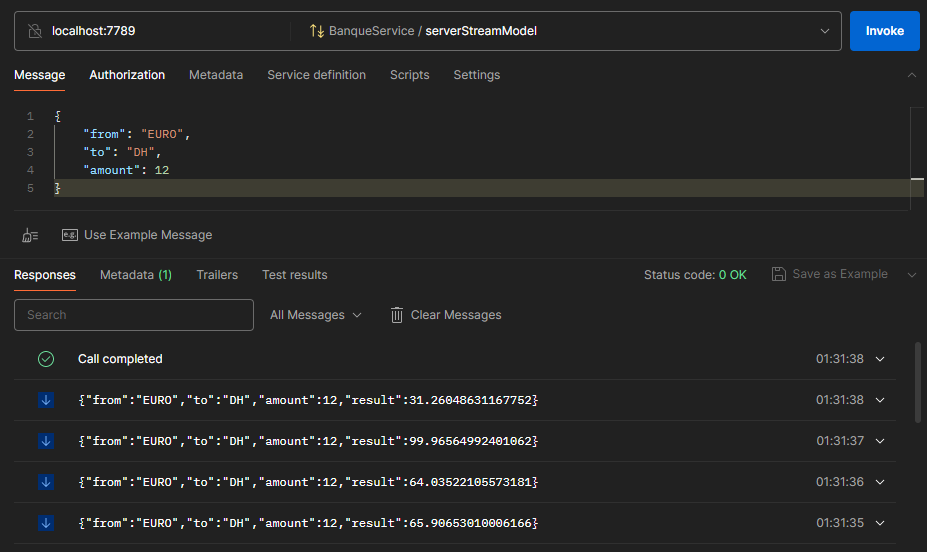 localhost:7789 BanqueService / serverStreamModel Invoke
Message Authorization Metadata Service definition Scripts Settings
1 {
2 "from": "EURO",
3 "to": "DH",
4 "amount": 12
5 }
e.g. Use Example Message
Responses Metadata (1) Trailers Test results Status code: 0 OK Save as Example
Search All Messages Clear Messages
Call completed 01:31:38
{"from":"EURO","to":"DH","amount":12,"result":31.26048631167752} 01:31:38
{"from":"EURO","to":"DH","amount":12,"result":99.96564992401062} 01:31:37
{"from":"EURO","to":"DH","amount":12,"result":64.03522105573181} 01:31:36
{"from":"EURO","to":"DH","amount":12,"result":65.90653010006166} 01:31:35